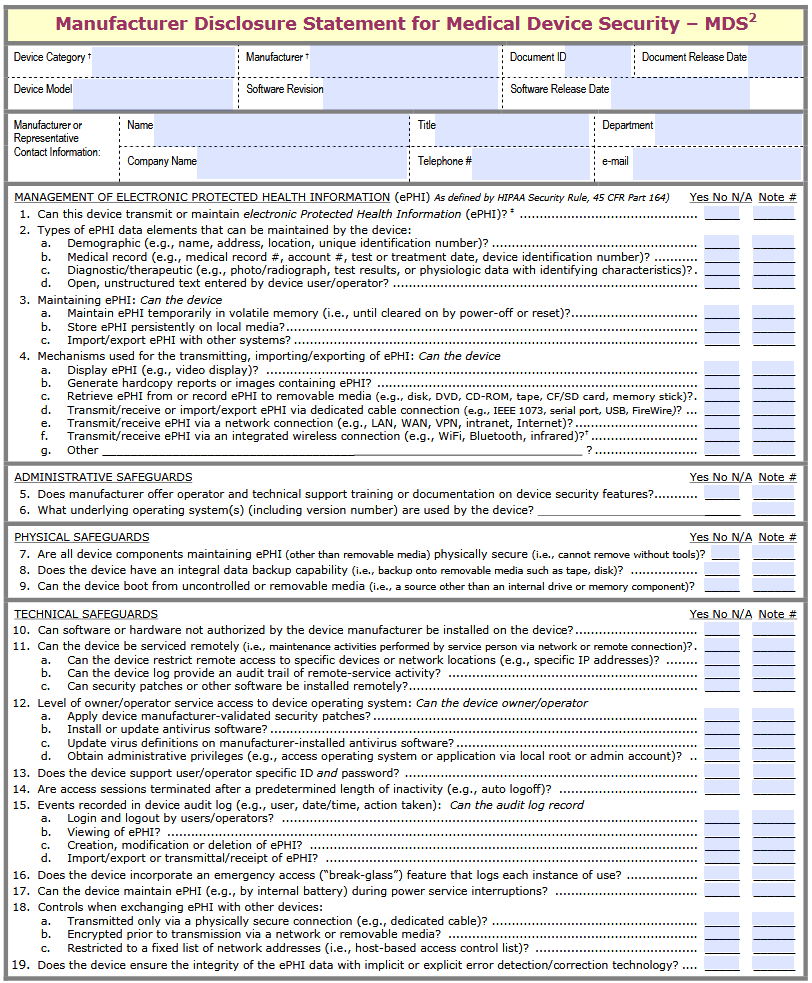 Manufacturer Disclosure Statement for Medical Device Security – MDS²
Device Category † Manufacturer † Document ID Document Release Date
Device Model Software Revision Software Release Date
Manufacturer or Representative Contact Information:
Name Title Department
Company Name Telephone # e-mail
MANAGEMENT OF ELECTRONIC PROTECTED HEALTH INFORMATION (ePHI) As defined by HIPAA Security Rule, 45 CFR Part 164) Yes No N/A Note #
1. Can this device transmit or maintain electronic Protected Health Information (ePHI)? ‡ ..........
2. Types of ePHI data elements that can be maintained by the device:
a. Demographic (e.g., name, address, location, unique identification number)? ..........
b. Medical record (e.g., medical record #, account #, test or treatment date, device identification number)? ..........
c. Diagnostic/therapeutic (e.g., photo/radograph, test results, or physiologic data with identifying characteristics)?.
d. Open, unstructured text entered by device user/operator? ..........
3. Maintaining ePHI: Can the device
a. Maintain ePHI temporarily in volatile memory (i.e., until cleared on by power-off or reset)?..........
b. Store ePHI persistently on local media?..........
c. Import/export ePHI with other systems? ..........
4. Mechanisms used for the transmitting, importing/exporting of ePHI: Can the device
a. Display ePHI (e.g., video display)? ..........
b. Generate hardcopy reports or images containing ePHI? ..........
c. Retrieve ePHI from or record ePHI to removable media (e.g., disk, DVD, CD-ROM, tape, CF/SD card, memory stick)?.
d. Transmit/receive or import/export ePHI via dedicated cable connection (e.g., IEEE 1073, serial port, USB, FireWire)? ...
e. Transmit/receive ePHI via a network connection (e.g., LAN, WAN, VPN, intranet, Internet)? ..........
f. Transmit/receive ePHI via an integrated wireless connection (e.g., WiFi, Bluetooth, infrared)?† ..........
g. Other ____________________ ? ..........
ADMINISTRATIVE SAFEGUARDS Yes No N/A Note #
5. Does manufacturer offer operator and technical support training or documentation on device security features?...........
6. What underlying operating system(s) (including version number) are used by the device? ____________________
PHYSICAL SAFEGUARDS Yes No N/A Note #
7. Are all device components maintaining ePHI (other than removable media) physically secure (i.e., cannot remove without tools)?
8. Does the device have an integral data backup capability (i.e., backup onto removable media such as tape, disk)? ..........
9. Can the device boot from uncontrolled or removable media (i.e., a source other than an internal drive or memory component)?
TECHNICAL SAFEGUARDS Yes No N/A Note #
10. Can software or hardware not authorized by the device manufacturer be installed on the device? ..........
11. Can the device be serviced remotely (i.e., maintenance activities performed by service person via network or remote connection)?.
a. Can the device restrict remote access to specific devices or network locations (e.g., specific IP addresses)? ..........
b. Can the device log provide an audit trail of remote-service activity? ..........
c. Can security patches or other software be installed remotely?..........
12. Level of owner/operator service access to device operating system: Can the device owner/operator
a. Apply device manufacturer-validated security patches? ..........
b. Install or update antivirus software? ..........
c. Update virus definitions on manufacturer-installed antivirus software? ..........
d. Obtain administrative privileges (e.g., access operating system or application via local root or admin account)? ..
13. Does the device support user/operator specific ID and password? ..........
14. Are access sessions terminated after a predetermined length of inactivity (e.g., auto logoff)? ..........
15. Events recorded in device audit log (e.g., user, date/time, action taken): Can the audit log record
a. Login and logout by users/operators? ..........
b. Viewing of ePHI? ..........
c. Creation, modification or deletion of ePHI? ..........
d. Import/export or transmittal/receipt of ePHI? ..........
16. Does the device incorporate an emergency access (“break-glass”) feature that logs each instance of use? ..........
17. Can the device maintain ePHI (e.g., by internal battery) during power service interruptions? ..........
18. Controls when exchanging ePHI with other devices:
a. Transmitted only via a physically secure connection (e.g., dedicated cable)? ..........
b. Encrypted prior to transmission via a network or removable media? ..........
c. Restricted to a fixed list of network addresses (i.e., host-based access control list)? ..........
19. Does the device ensure the integrity of the ePHI data with implicit or explicit error detection/correction technology? ....